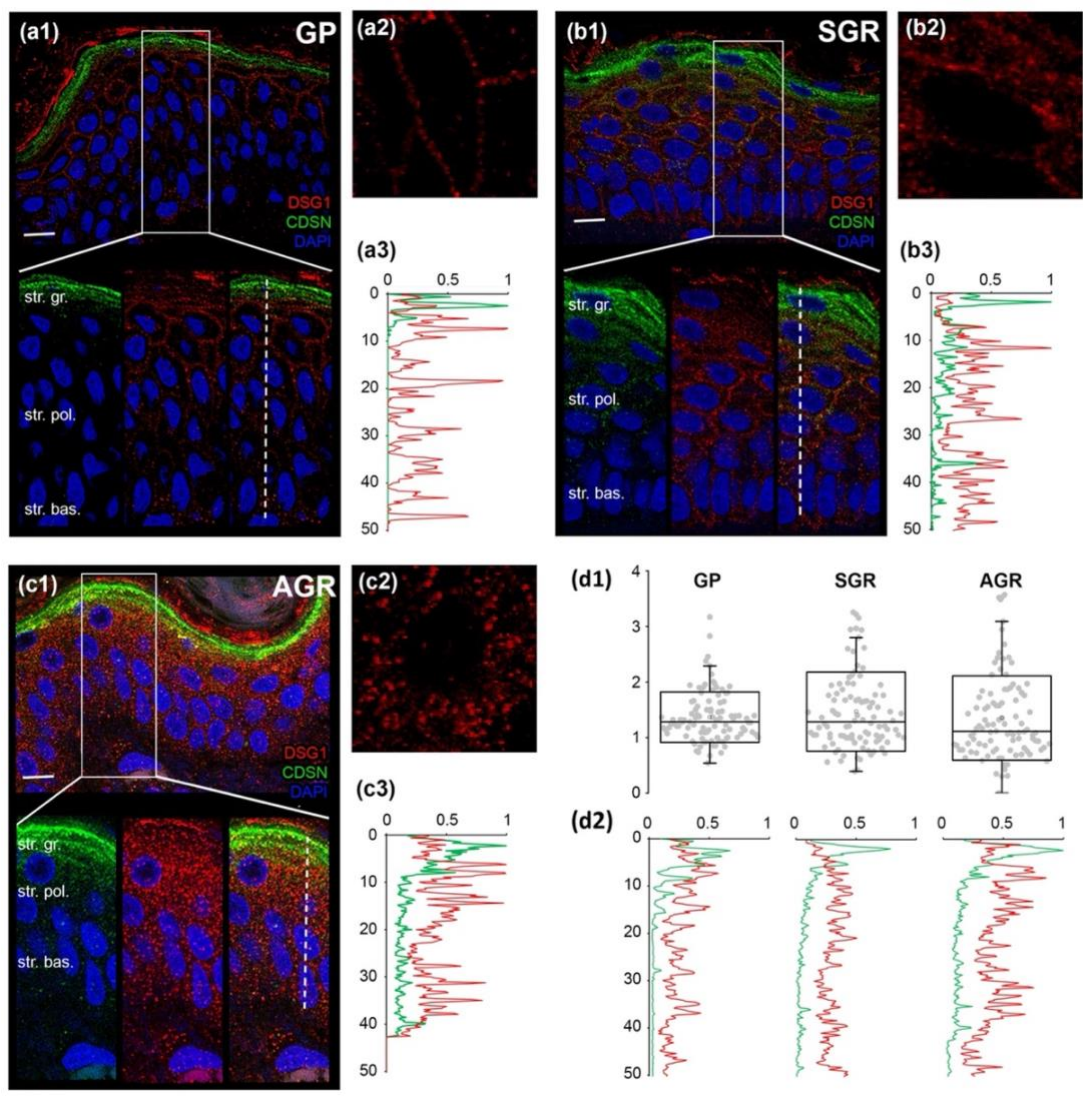 (a1) GP
DSG1
CDSN
DAPI
str. gr.
str. pol.
str. bas.
(a2)
(a3)
0 0.5 1
0
10
20
30
40
50
(b1) SGR
DSG1
CDSN
DAPI
str. gr.
str. pol.
str. bas.
(b2)
(b3)
0 0.5 1
0
10
20
30
40
50
(c1) AGR
DSG1
CDSN
DAPI
str. gr.
str. pol.
str. bas.
(c2)
(c3)
0 0.5 1
0
10
20
30
40
50
(d1) GP SGR AGR
4
3
2
1
0
(d2)
0 0.5 1 0 0.5 1 0 0.5 1
0
10
20
30
40
50